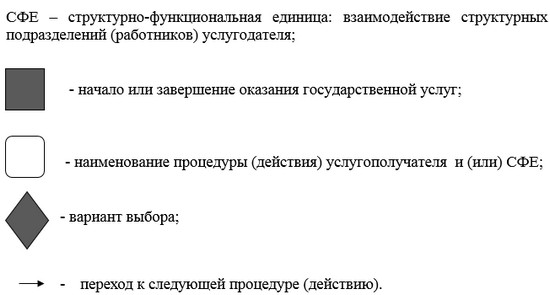 СФЕ – структурно-функциональная единица: взаимодействие структурных
подразделений (работников) услугодателя;
- начало или завершение оказания государственной услуг;
- наименование процедуры (действия) услугополучателя и (или) СФЕ;
- вариант выбора;
- переход к следующей процедуре (действию).